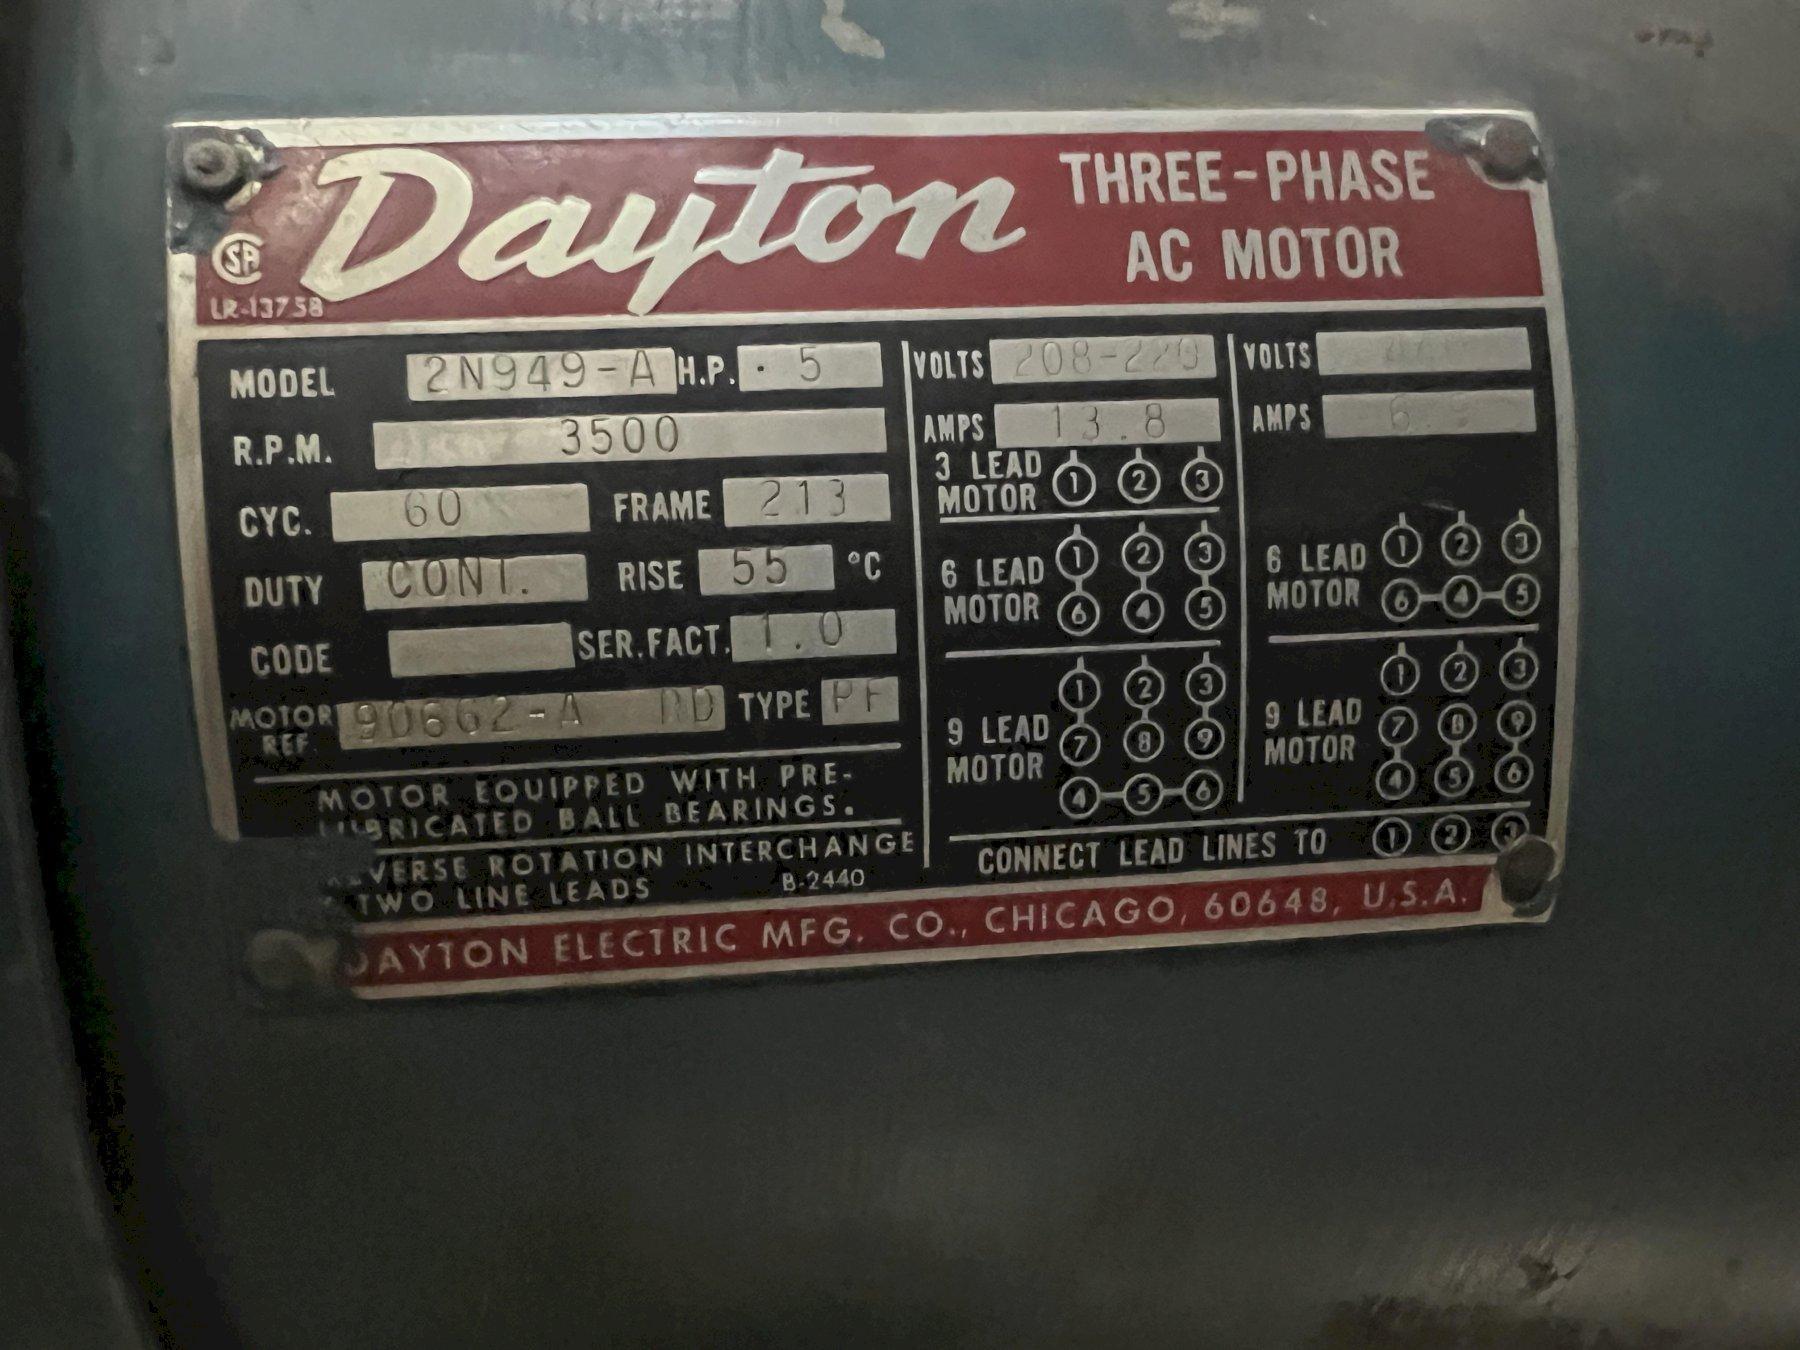 Dayton
THREE-PHASE
AC MOTOR
LR-13758
MODEL 2N949-A H.P. 5
R.P.M. 3500
CYC. 60 FRAME 213
DUTY CONT. RISE 55 °C
CODE SER.FACT. 1.0
MOTOR REF. 9D662-A TYPE PF
MOTOR EQUIPPED WITH PRE-
LUBRICATED BALL BEARINGS.
VERSE ROTATION INTERCHANGE
TWO LINE LEADS B-2440
VOLTS 208-220
AMPS 13.8
3 LEAD MOTOR 1 2 3
6 LEAD MOTOR 1 2 3
6 4 5
9 LEAD MOTOR 1 2 3
7 8 9
4 5 6
VOLTS
AMPS
6 LEAD MOTOR 1 2 3
6 4 5
9 LEAD MOTOR 1 2 3
7 8 9
4 5 6
CONNECT LEAD LINES TO 1 2 3
DAYTON ELECTRIC MFG. CO., CHICAGO, 60648, U.S.A.